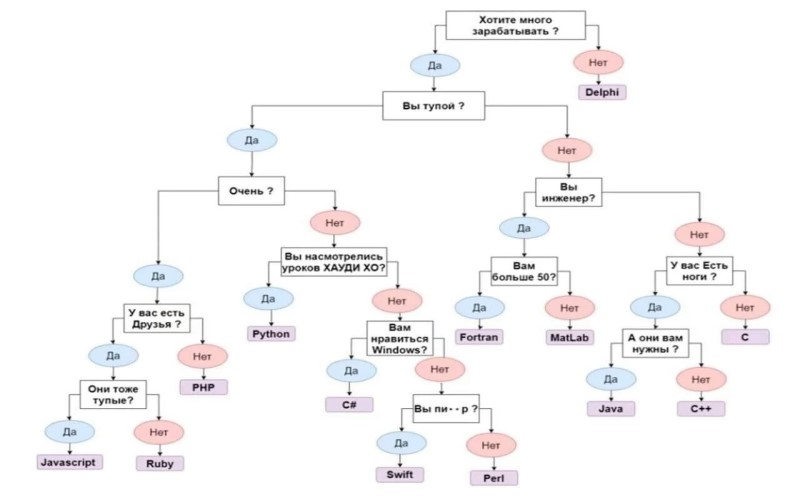 Хотите много
зарабатывать ?
Да
Нет
Delphi
Вы тупой ?
Да
Нет
Очень ?
Вы
инженер?
Нет
Да
Нет
Вы насмотрелись
уроков ХАУДИ ХО?
Вам
больше 50?
У вас Есть
ноги ?
Да
Да
Нет
Да
Нет
Да
Нет
У вас есть
Друзья ?
Python
Вам
нравиться
Windows?
Fortran
MatLab
А они вам
нужны ?
C
Да
Нет
PHP
Да
Нет
Да
Нет
Они тоже
тупые?
C#
Вы пи--р ?
Java
C++
Да
Нет
Да
Нет
Javascript
Ruby
Swift
Perl